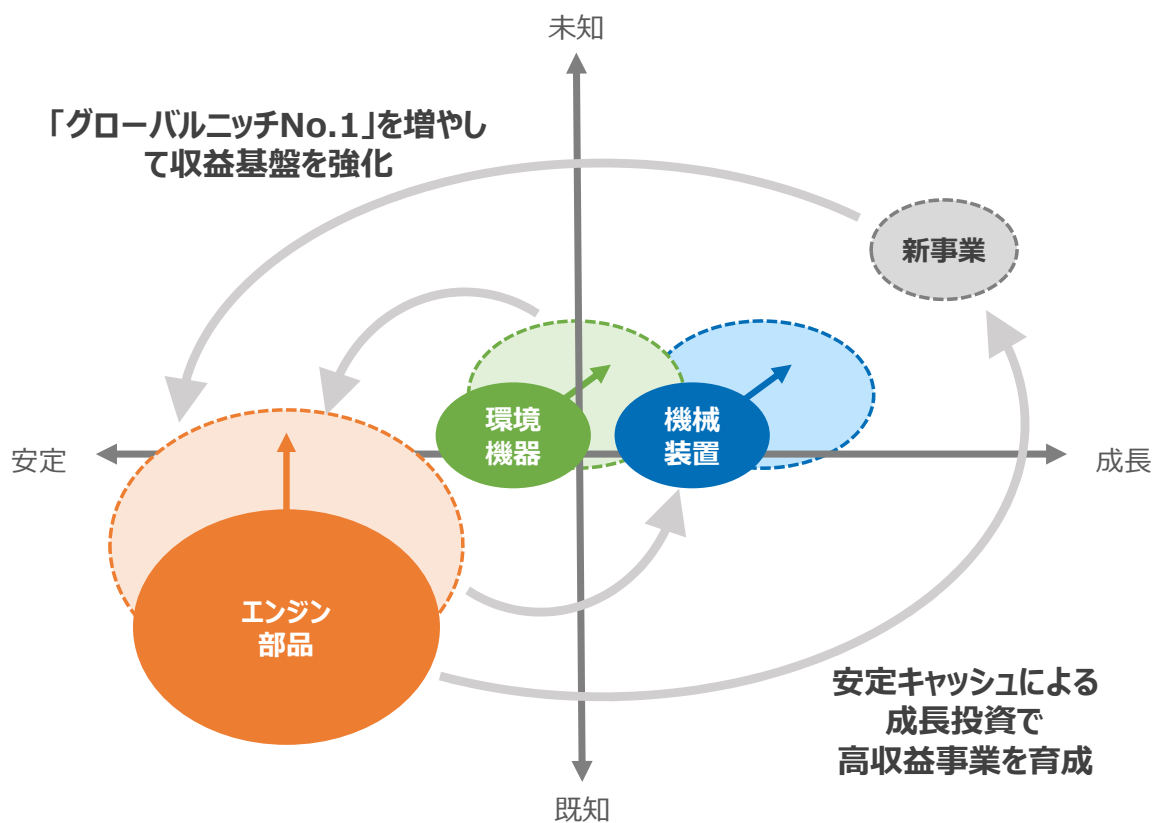 未知
「グローバルニッチNo.1」を増やし
て収益基盤を強化
新事業
環境
機器
機械
装置
安定
成長
エンジン
部品
安定キャッシュによる
成長投資で
高収益事業を育成
既知